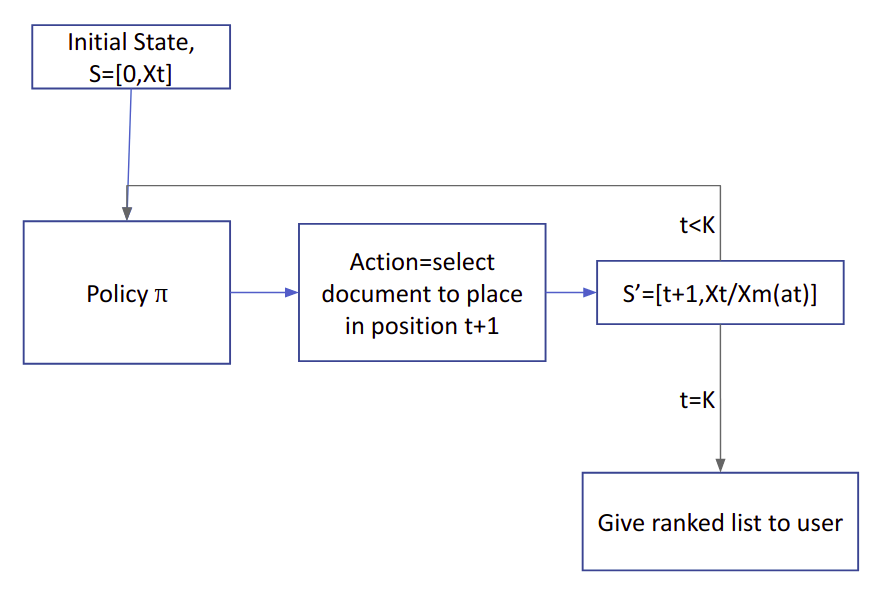 Initial State,
S=[0,Xt]
t<K
Policy π
Action=select
document to place
in position t+1
S’=[t+1,Xt/Xm(at)]
t=K
Give ranked list to user